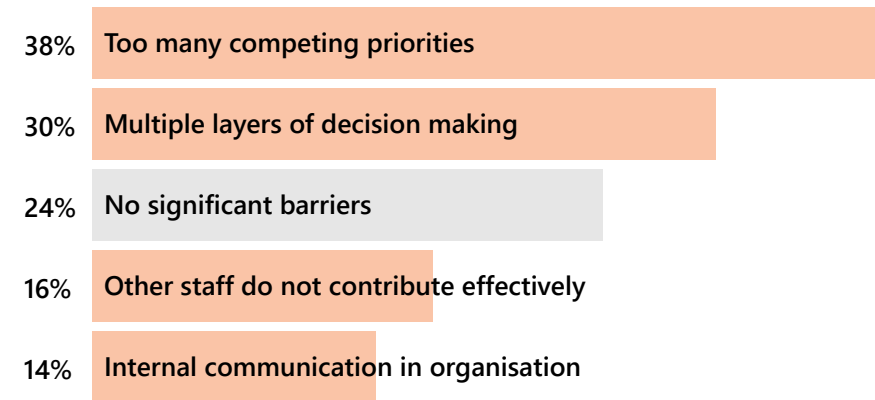 38% Too many competing priorities
30% Multiple layers of decision making
24% No significant barriers
16% Other staff do not contribute effectively
14% Internal communication in organisation